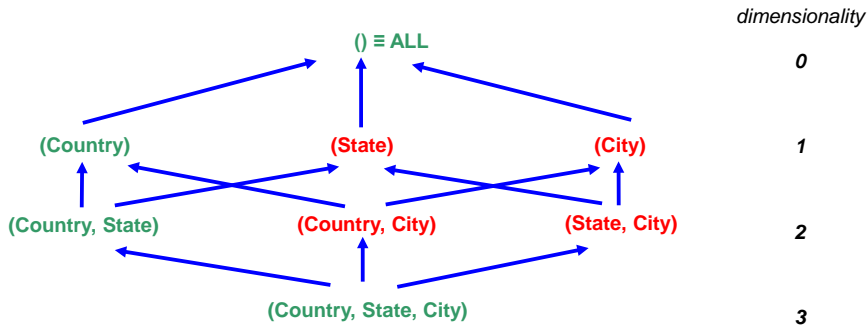 dimensionality
() ≡ ALL
0
(Country)
(State)
(City)
1
(Country, State)
(Country, City)
(State, City)
2
(Country, State, City)
3